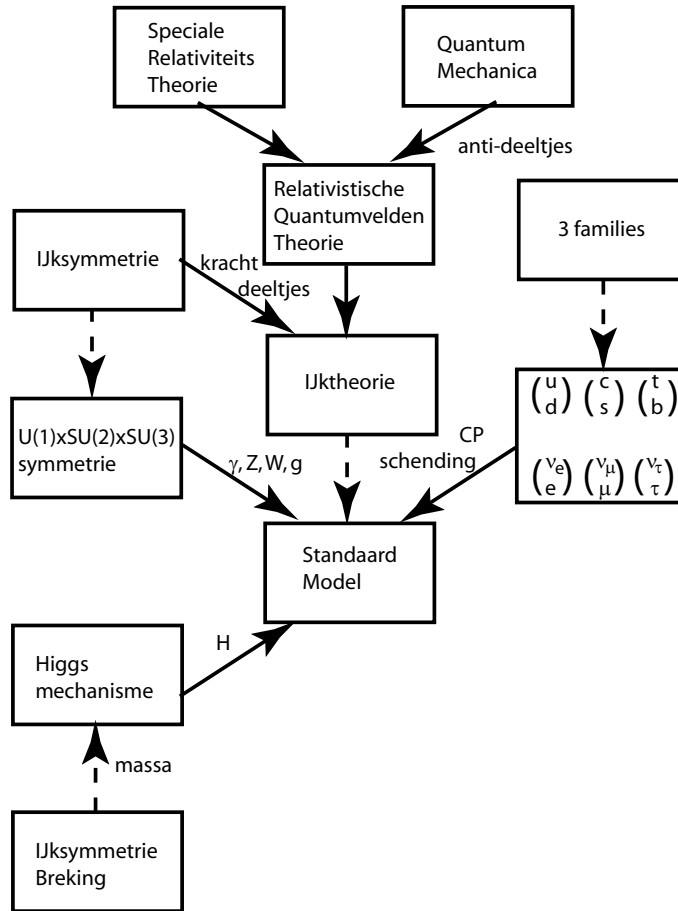 Speciale
Relativiteits
Theorie
Quantum
Mechanica
anti-deeltjes
Relativistische
Quantumvelden
Theorie
3 families
IJksymmetrie
kracht
deeltjes
IJktheorie
(u d) (c s) (t b)
(νe e) (νμ μ) (ντ τ)
U(1)xSU(2)xSU(3)
symmetrie
γ, Z, W, g
CP
schending
Standaard
Model
H
Higgs
mechanisme
massa
IJksymmetrie
Breking